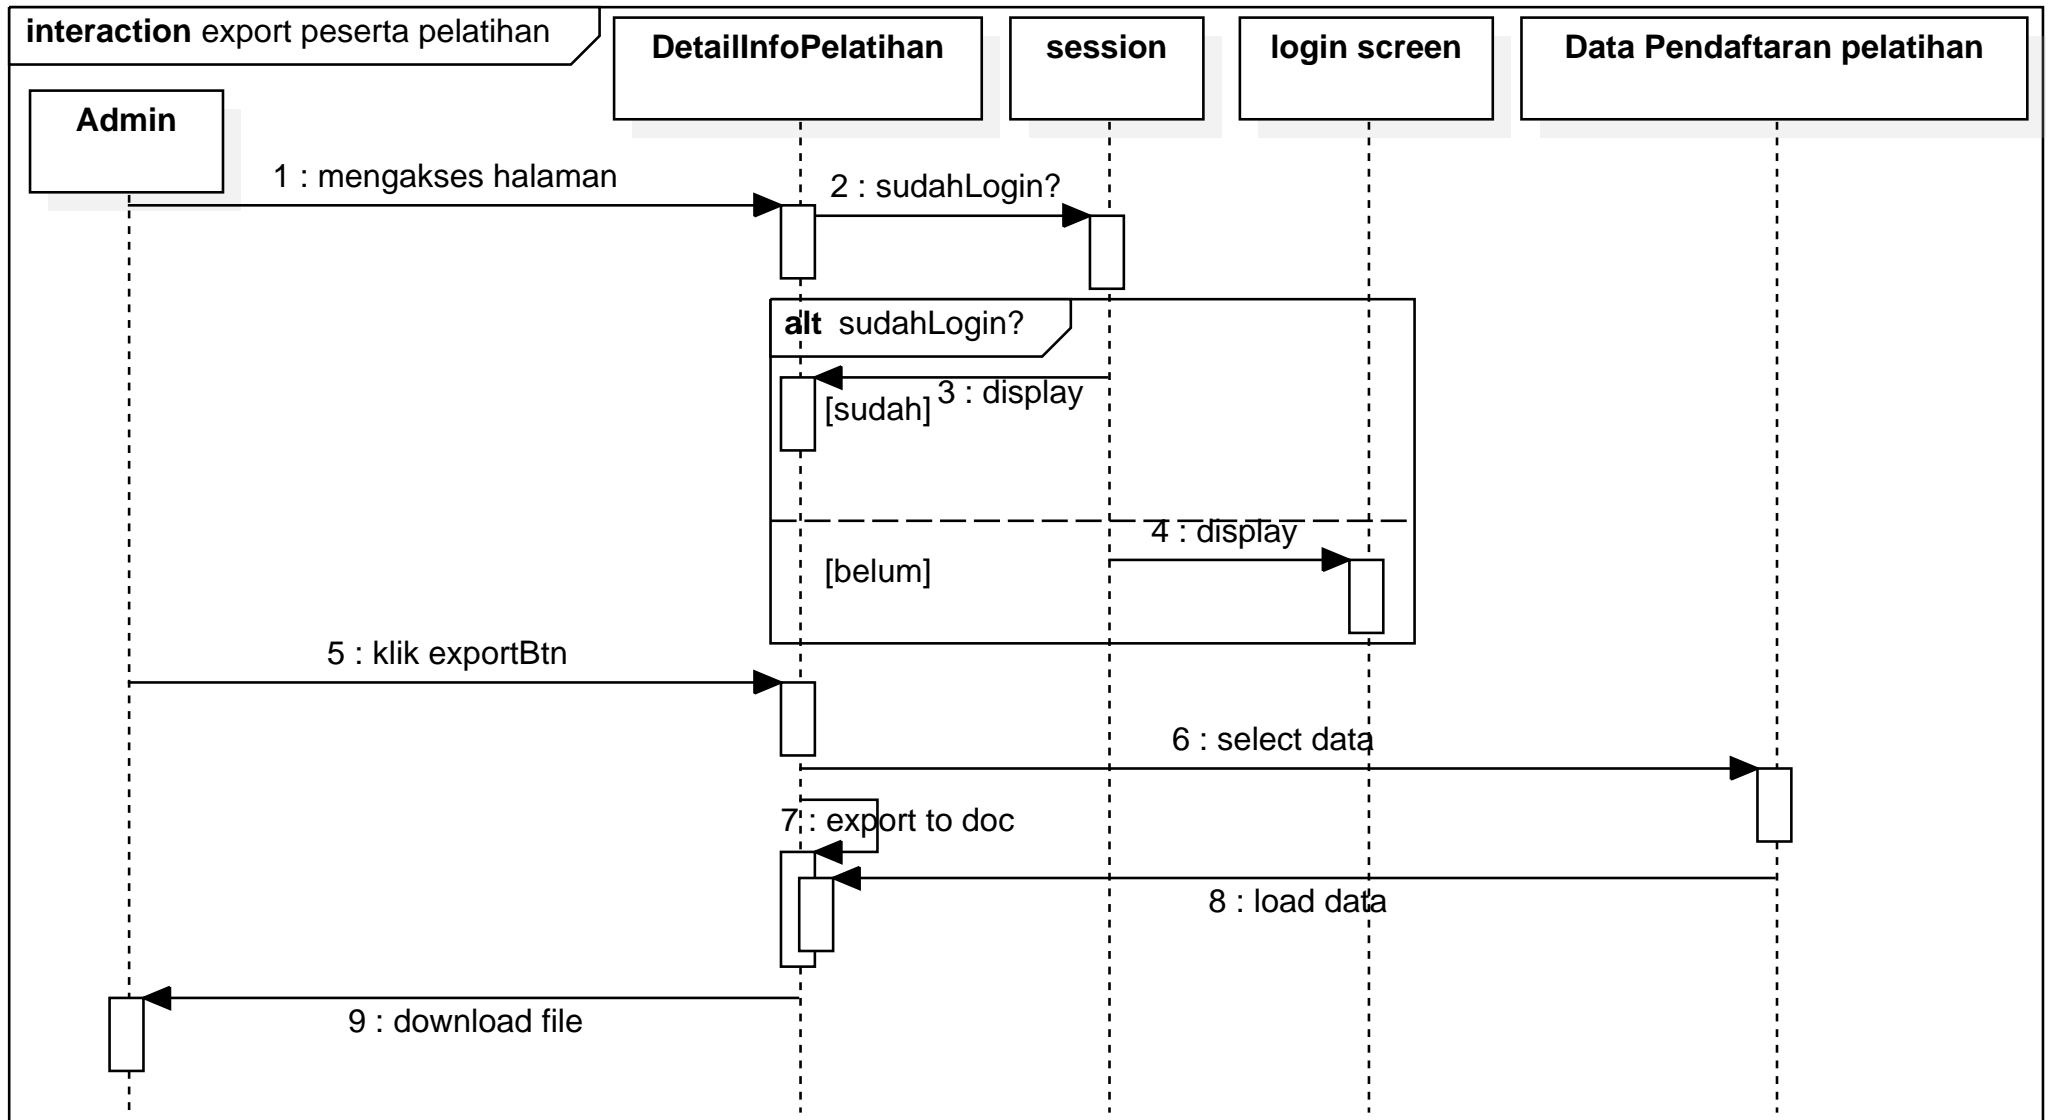 interaction export peserta pelatihan
DetailInfoPelatihan
session
login screen
Data Pendaftaran pelatihan
Admin
1 : mengakses halaman
2 : sudahLogin?
alt sudahLogin?
3 : display
[sudah]
4 : display
[belum]
5 : klik exportBtn
6 : select data
7 : export to doc
8 : load data
9 : download file